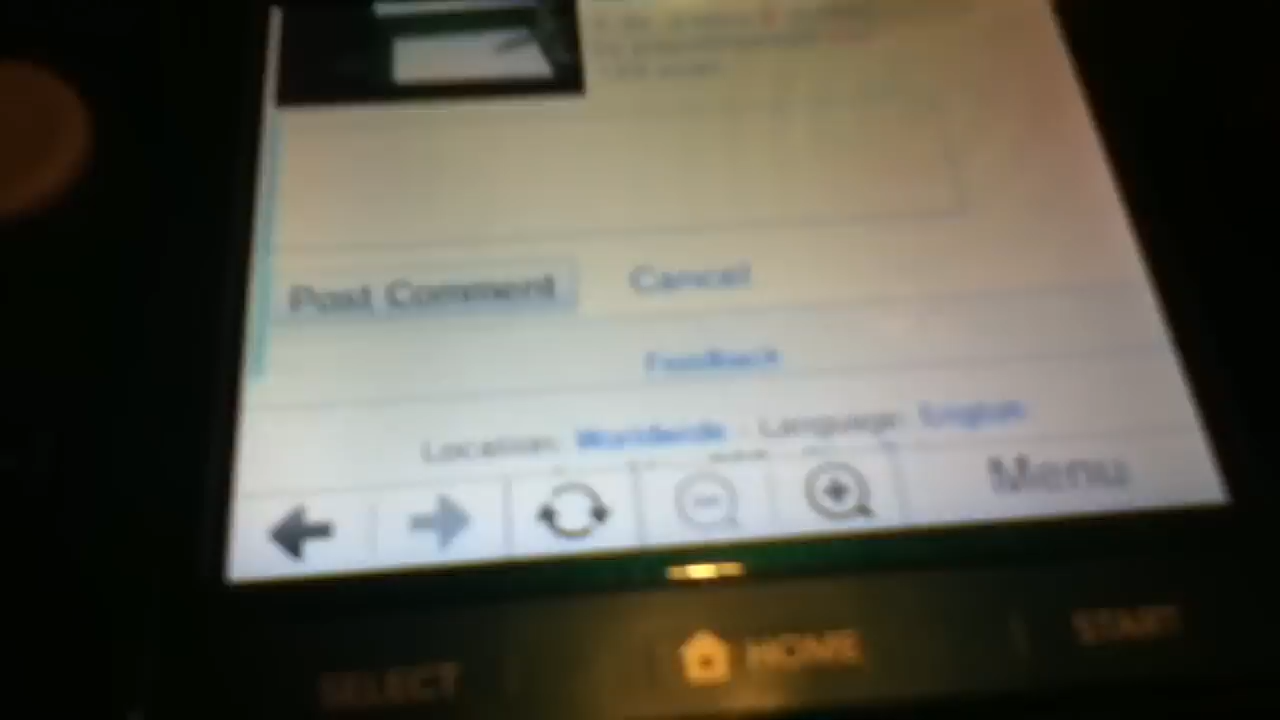 Post Comment Cancel
Feedback
Location: Worldwide Language: English
Menu
SELECT HOME START